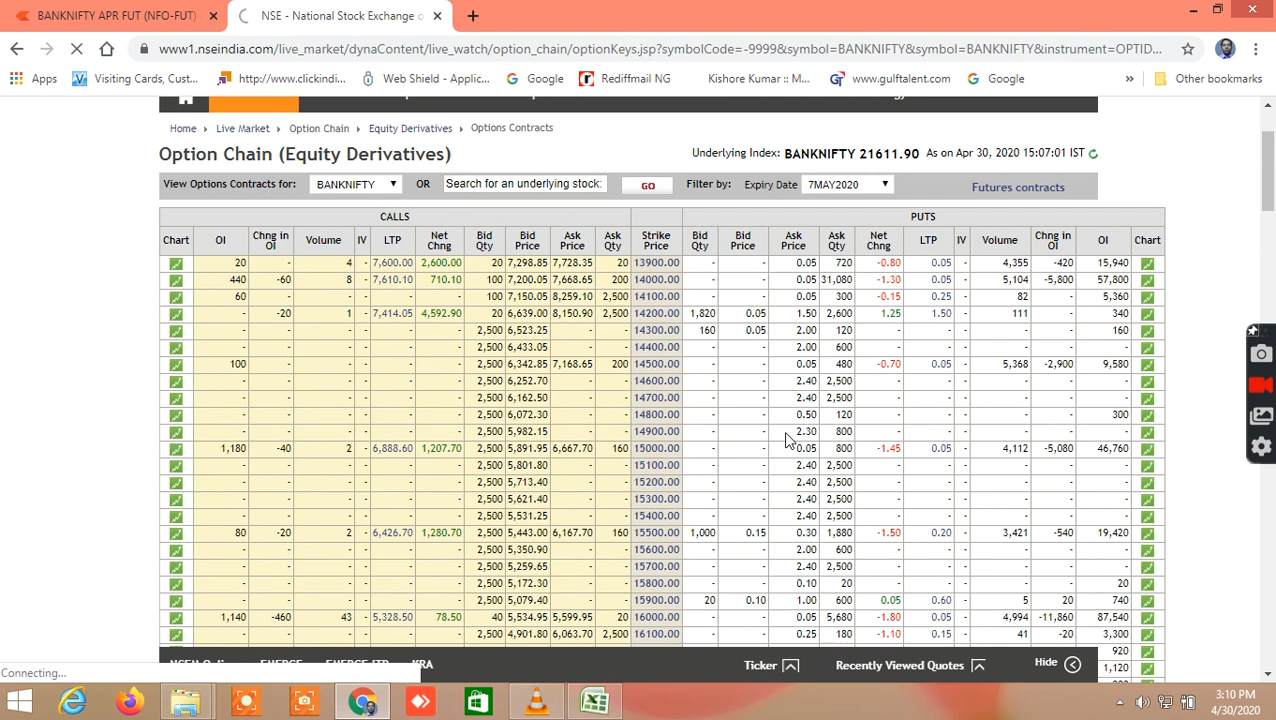 BANKNIFTY APR FUT (NFO-FUT) × NSE - National Stock Exchange o × +
www1.nseindia.com/live_market/dynaContent/live_watch/option_chain/optionKeys.jsp?symbolCode=-9999&symbol=BANKNIFTY&symbol=BANKNIFTY&instrument=OPTID...
Apps Visiting Cards, Cust... http://www.clickindi... Web Shield - Applic... Google Rediffmail NG Kishore Kumar :: M... www.gulftalent.com Google » Other bookmarks
Home Live Market Option Chain Equity Derivatives Options Contracts
Option Chain (Equity Derivatives) Underlying Index: BANKNIFTY 21611.90 As on Apr 30, 2020 15:07:01 IST
View Options Contracts for: BANKNIFTY OR Search for an underlying stock: GO Filter by: Expiry Date 7MAY2020 Futures contracts
CALLS PUTS
Chart OI Chng in OI Volume IV LTP Net Chng Bid Qty Bid Price Ask Price Ask Qty Strike Price Bid Qty Bid Price Ask Price Ask Qty Net Chng LTP IV Volume Chng in OI OI Chart
20 - 4 - 7,600.00 2,600.00 20 7,298.85 7,728.35 20 13900.00 - - 0.05 720 -0.80 0.05 - 4,355 -420 15,940
440 -60 8 - 7,610.10 710.10 100 7,200.05 7,668.65 200 14000.00 - - 0.05 31,080 -1.30 0.05 - 5,104 -5,800 57,800
60 - - - - - 100 7,150.05 8,259.10 2,500 14100.00 - - 0.05 300 -0.15 0.25 - 82 - 5,360
- -20 1 - 7,414.05 4,592.90 20 6,639.00 8,150.90 2,500 14200.00 1,820 0.05 1.50 2,600 1.25 1.50 - 111 - 340
- - - - - - 2,500 6,523.25 - - 14300.00 160 0.05 2.00 120 - - - - - 160
- - - - - - 2,500 6,433.05 - - 14400.00 - - 2.00 600 - - - - - -
100 - - - - - 2,500 6,342.85 7,168.65 200 14500.00 - - 0.05 480 -0.70 0.05 - 5,368 -2,900 9,580
- - - - - - 2,500 6,252.70 - - 14600.00 - - 2.40 2,500 - - - - - -
- - - - - - 2,500 6,162.50 - - 14700.00 - - 2.40 2,500 - - - - - -
- - - - - - 2,500 6,072.30 - - 14800.00 - - 0.50 120 - - - - - 300
- - - - - - 2,500 5,982.15 - - 14900.00 - - 2.30 800 - - - - - -
1,180 -40 2 - 6,888.60 1,207.70 2,500 5,891.95 6,667.70 160 15000.00 - - 0.05 800 -1.45 0.05 - 4,112 -5,080 46,760
- - - - - - 2,500 5,801.80 - - 15100.00 - - 2.40 2,500 - - - - - -
- - - - - - 2,500 5,713.40 - - 15200.00 - - 2.40 2,500 - - - - - -
- - - - - - 2,500 5,621.40 - - 15300.00 - - 2.40 2,500 - - - - - -
- - - - - - 2,500 5,531.25 - - 15400.00 - - 2.40 2,500 - - - - - -
80 -20 2 - 6,426.70 1,280.70 2,500 5,443.00 6,167.70 160 15500.00 1,000 0.15 0.30 1,880 -1.50 0.20 - 3,421 -540 19,420
- - - - - - 2,500 5,350.90 - - 15600.00 - - 2.00 600 - - - - - -
- - - - - - 2,500 5,259.65 - - 15700.00 - - 2.40 2,500 - - - - - -
- - - - - - 2,500 5,172.30 - - 15800.00 - - 0.10 20 - - - - - 20
- - - - - - 2,500 5,079.40 - - 15900.00 20 0.10 1.00 600 0.05 0.60 - 5 20 740
1,140 -460 43 - 5,328.50 78.50 40 5,534.95 5,599.95 20 16000.00 - - 0.05 5,680 -1.80 0.05 - 4,994 -11,860 87,540
- - - - - - 2,500 4,901.80 6,063.70 2,500 16100.00 - - 0.25 180 -1.10 0.15 - 41 -20 3,300
920
Ticker Recently Viewed Quotes Hide
1,120
Connecting...
3:10 PM
4/30/2020